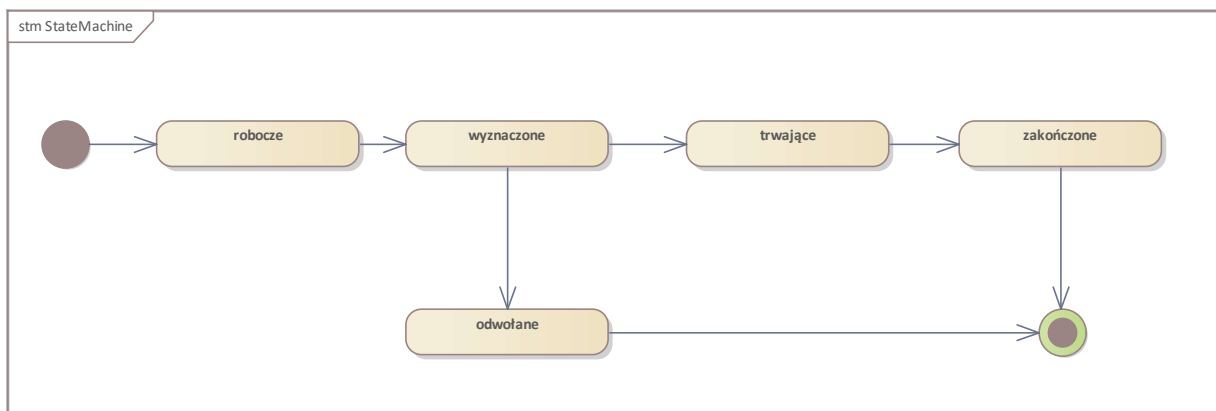 stm StateMachine
robocze
wyznaczone
trwające
zakończone
odwołane